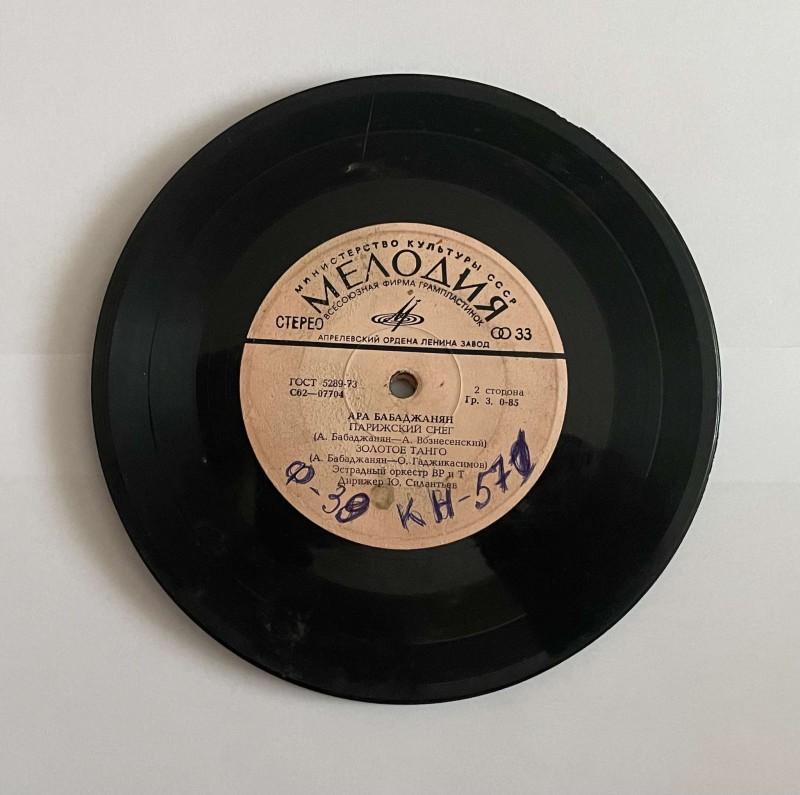 МИНИСТЕРСТВО КУЛЬТУРЫ СССР
МЕЛОДИЯ
ВСЕСОЮЗНАЯ ФИРМА ГРАМПЛАСТИНОК
СТЕРЕО
33
АПРЕЛЕВСКИЙ ОРДЕНА ЛЕНИНА ЗАВОД
ГОСТ 5289-73
С62—07704
2 сторона
Гр. 3. 0-85
АРА БАБАДЖАНЯН
ПАРИЖСКИЙ СНЕГ
(А. Бабаджанян—А. Вознесенский)
ЗОЛОТОЕ ТАНГО
(А. Бабаджанян—О. Гаджикасимов)
Эстрадный оркестр ВР и Т
Дирижер Ю. Силантьев
Ф-39 КН-571